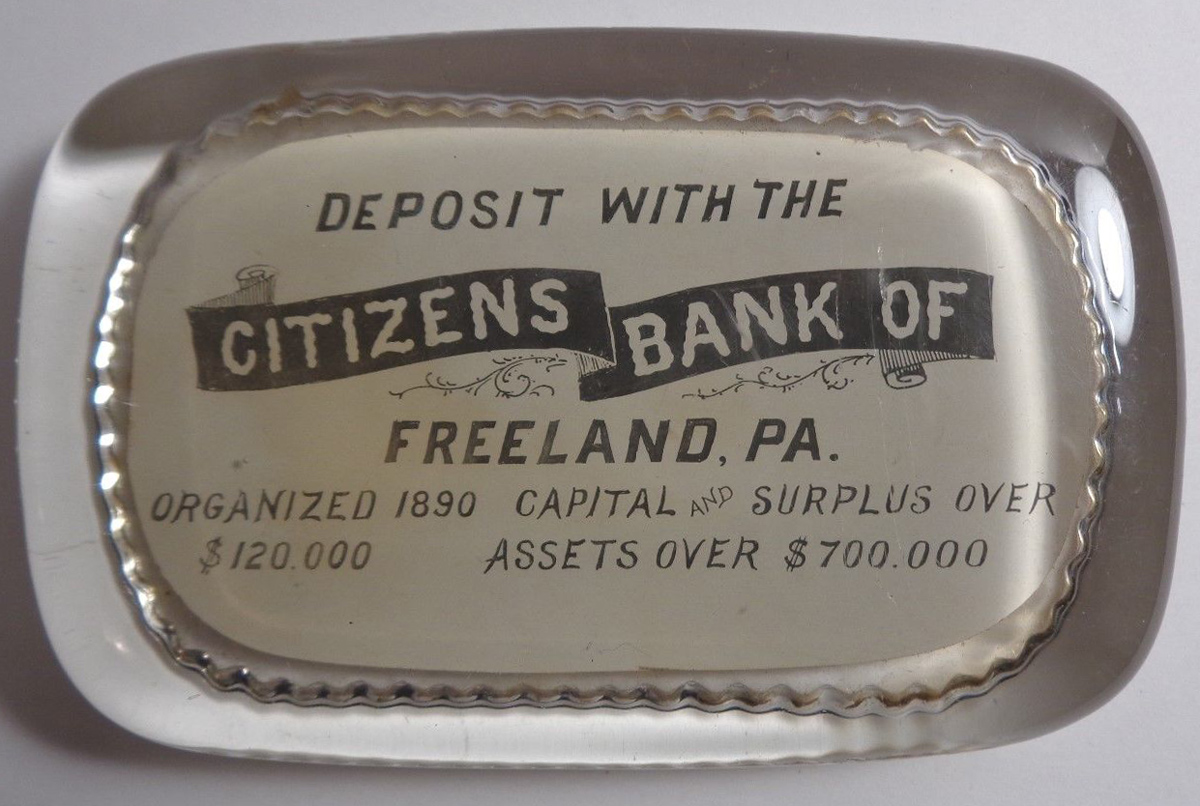 DEPOSIT WITH THE
CITIZENS BANK OF
FREELAND, PA.
ORGANIZED 1890 CAPITAL AND SURPLUS OVER
$120.000 ASSETS OVER $700.000